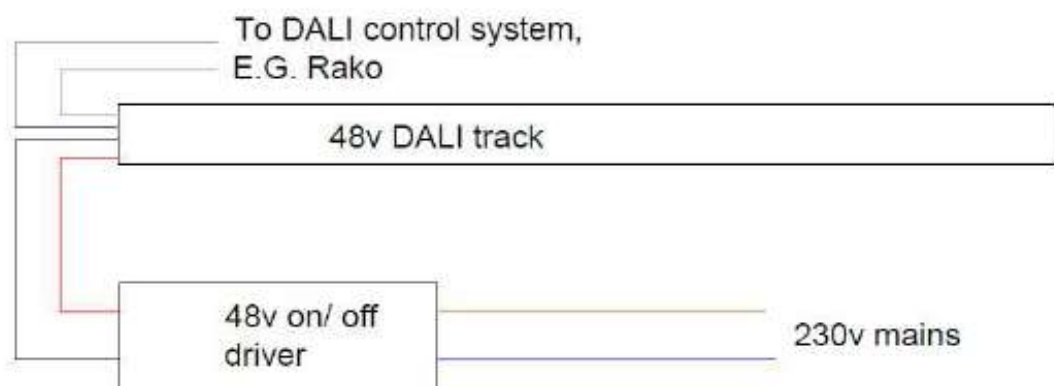 To DALI control system,
E.G. Rako
48v DALI track
48v on/ off
driver
230v mains